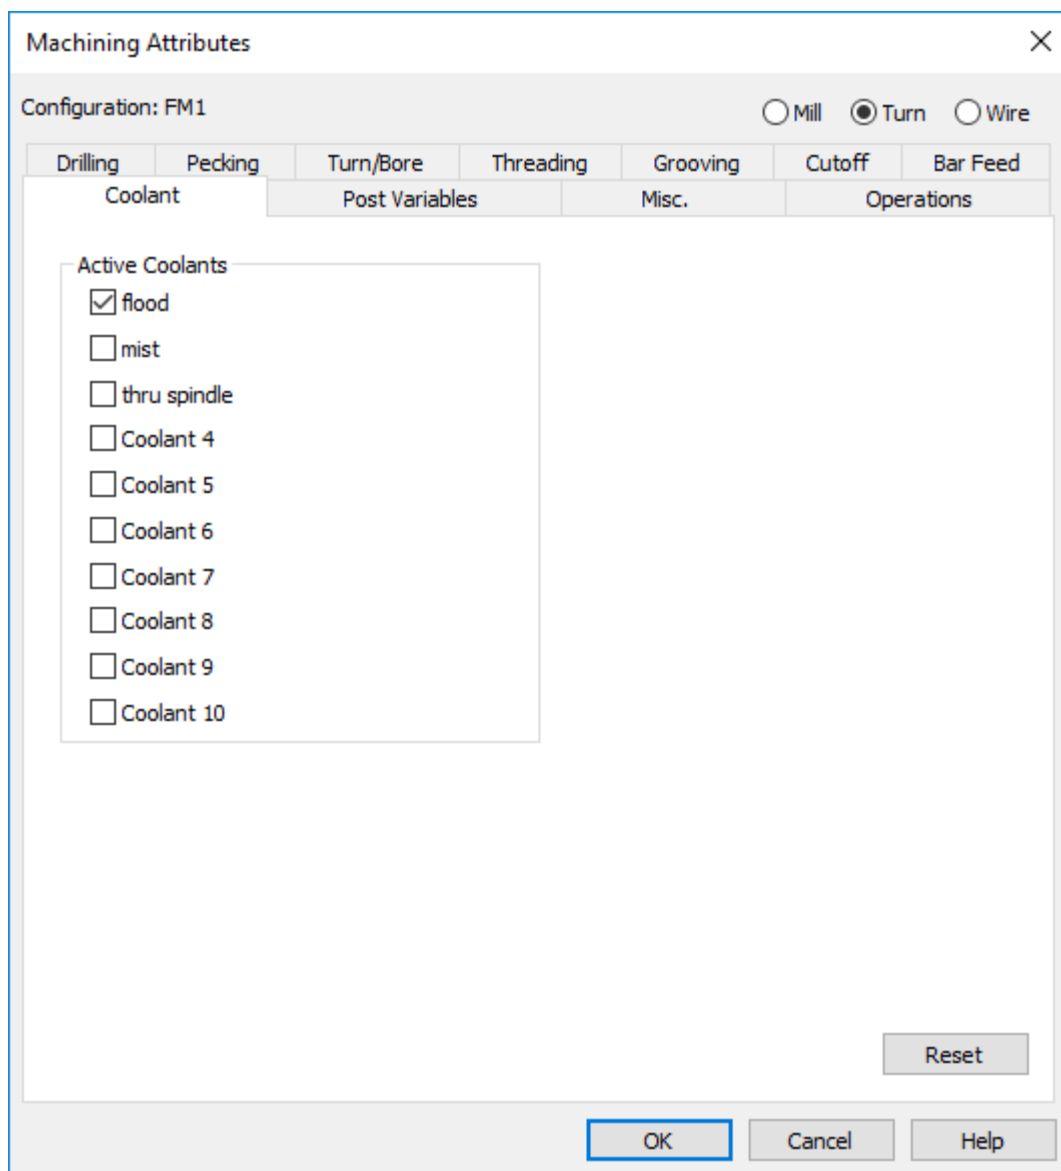 Machining Attributes
Configuration: FM1
Mill Turn Wire
Drilling Pecking Turn/Bore Threading Grooving Cutoff Bar Feed
Coolant Post Variables Misc. Operations
Active Coolants
flood
mist
thru spindle
Coolant 4
Coolant 5
Coolant 6
Coolant 7
Coolant 8
Coolant 9
Coolant 10
Reset
OK Cancel Help